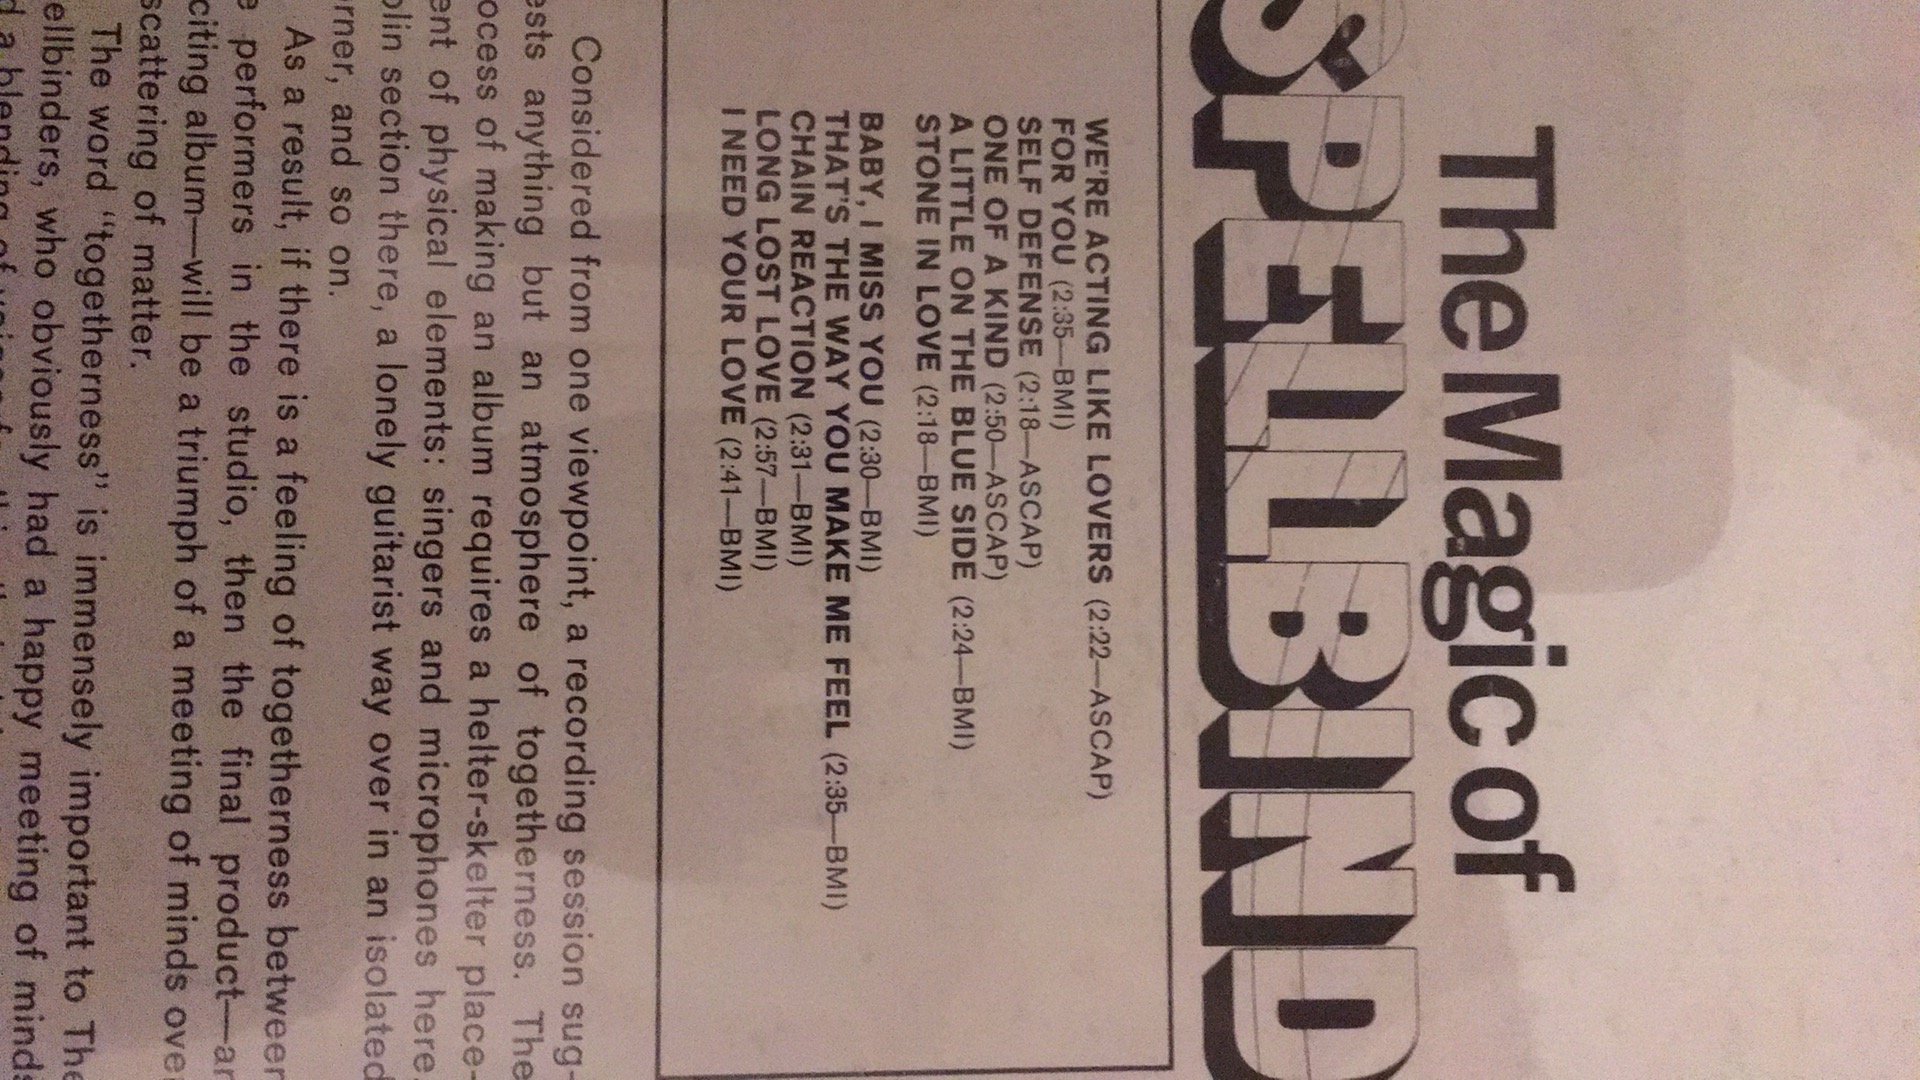 The Magic of
SPELLBIND
WE'RE ACTING LIKE LOVERS (2:22—ASCAP)
FOR YOU (2:35—BMI)
SELF DEFENSE (2:18—ASCAP)
ONE OF A KIND (2:50—ASCAP)
A LITTLE ON THE BLUE SIDE (2:24—BMI)
STONE IN LOVE (2:18—BMI)
BABY, I MISS YOU (2:30—BMI)
THAT'S THE WAY YOU MAKE ME FEEL (2:35—BMI)
CHAIN REACTION (2:31—BMI)
LONG LOST LOVE (2:57—BMI)
I NEED YOUR LOVE (2:41—BMI)
Considered from one viewpoint, a recording session sug-
ests anything but an atmosphere of togetherness. The
ocess of making an album requires a helter-skelter place-
ent of physical elements: singers and microphones here,
olin section there, a lonely guitarist way over in an isolated
rner, and so on.
As a result, if there is a feeling of togetherness between
e performers in the studio, then the final product—an
citing album—will be a triumph of a meeting of minds over
scattering of matter.
The word "togetherness" is immensely important to The
ellbinders, who obviously had a happy meeting of minds
d a blending of